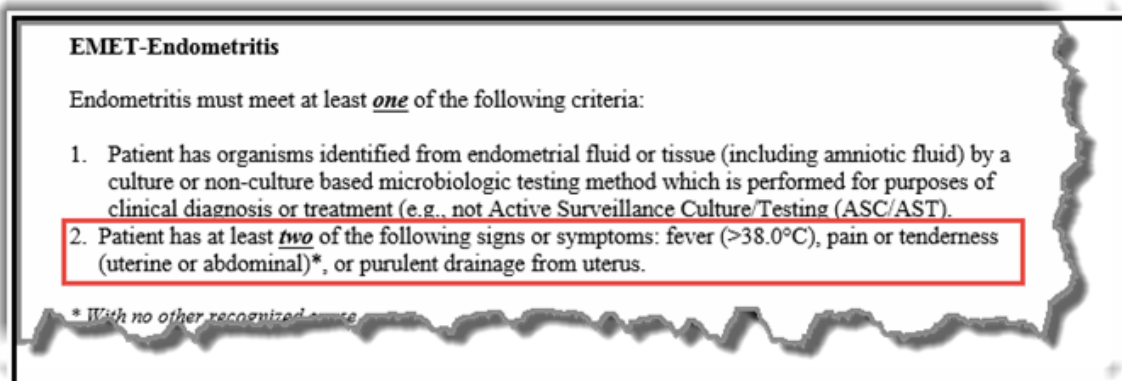 EMET-Endometritis
Endometritis must meet at least one of the following criteria:
1. Patient has organisms identified from endometrial fluid or tissue (including amniotic fluid) by a
culture or non-culture based microbiologic testing method which is performed for purposes of
clinical diagnosis or treatment (e.g., not Active Surveillance Culture/Testing (ASC/AST).
2. Patient has at least two of the following signs or symptoms: fever (>38.0°C), pain or tenderness
(uterine or abdominal)*, or purulent drainage from uterus.
* With no other recognized cause